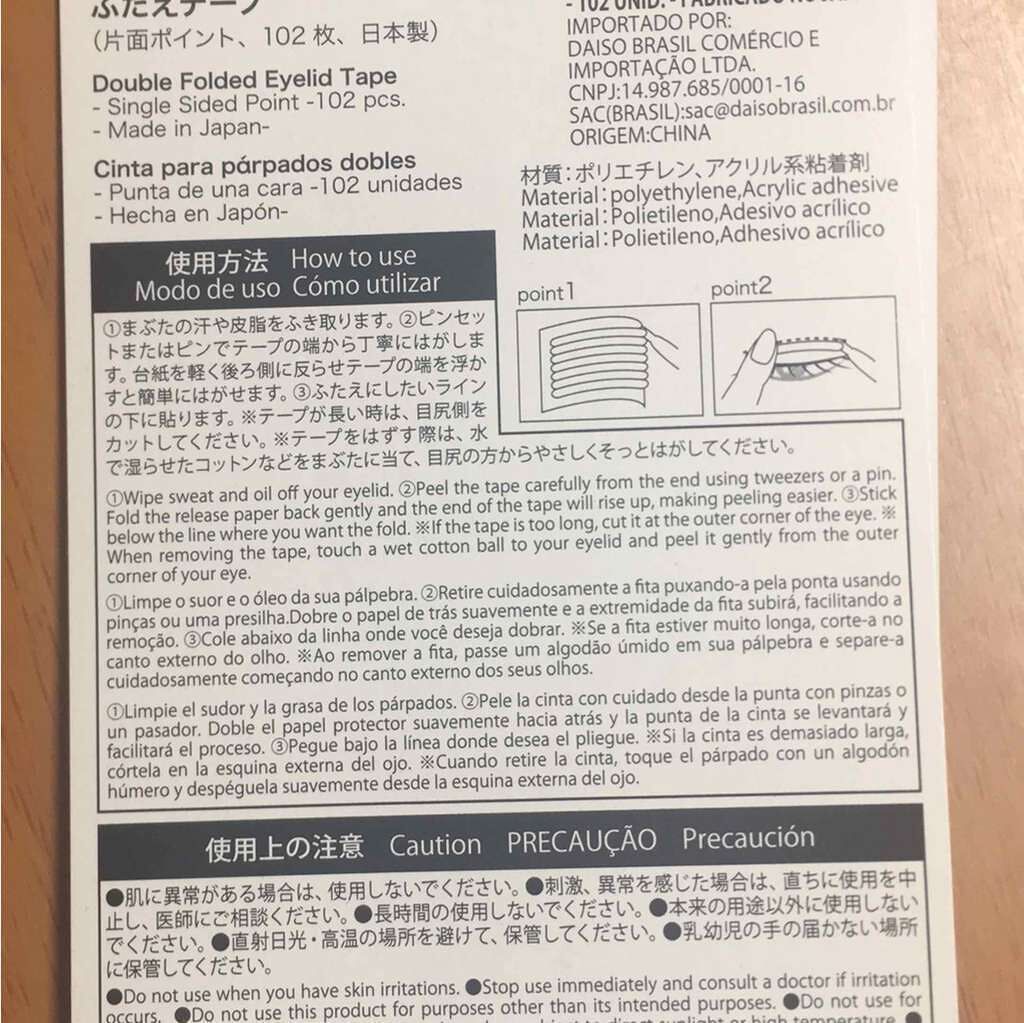 ふたえテープ
（片面ポイント、102枚、日本製）
Double Folded Eyelid Tape
- Single Sided Point -102 pcs.
- Made in Japan-
Cinta para párpados dobles
- Punta de una cara -102 unidades
- Hecha en Japón-
- 102 UNID. -
IMPORTADO POR:
DAISO BRASIL COMÉRCIO E
IMPORTAÇÃO LTDA.
CNPJ:14.987.685/0001-16
SAC(BRASIL):sac@daisobrasil.com.br
ORIGEM:CHINA
材質：ポリエチレン、アクリル系粘着剤
Material：polyethylene,Acrylic adhesive
Material：Polietileno,Adesivo acrílico
Material：Polietileno,Adhesivo acrílico
使用方法 How to use
Modo de uso Cómo utilizar
point1
point2
①まぶたの汗や皮脂をふき取ります。②ピンセッ
トまたはピンでテープの端から丁寧にはがしま
す。台紙を軽く後ろ側に反らせテープの端を浮か
すと簡単にはがせます。③ふたえにしたいライン
の下に貼ります。※テープが長い時は、目尻側を
カットしてください。※テープをはずす際は、水
で湿らせたコットンなどをまぶたに当て、目尻の方からやさしくそっとはがしてください。
①Wipe sweat and oil off your eyelid. ②Peel the tape carefully from the end using tweezers or a pin.
Fold the release paper back gently and the end of the tape will rise up, making peeling easier. ③Stick
below the line where you want the fold. ※If the tape is too long, cut it at the outer corner of the eye. ※
When removing the tape, touch a wet cotton ball to your eyelid and peel it gently from the outer
corner of your eye.
①Limpe o suor e o óleo da sua pálpebra. ②Retire cuidadosamente a fita puxando-a pela ponta usando
pinças ou uma presilha.Dobre o papel de trás suavemente e a extremidade da fita subirá, facilitando a
remoção. ③Cole abaixo da linha onde você deseja dobrar. ※Se a fita estiver muito longa, corte-a no
canto externo do olho. ※Ao remover a fita, passe um algodão úmido em sua pálpebra e separe-a
cuidadosamente começando no canto externo dos seus olhos.
①Limpie el sudor y la grasa de los párpados. ②Pele la cinta con cuidado desde la punta con pinzas o
un pasador. Doble el papel protector suavemente hacia atrás y la punta de la cinta se levantará y
facilitará el proceso. ③Pegue bajo la línea donde desea el pliegue. ※Si la cinta es demasiado larga,
córtela en la esquina externa del ojo. ※Cuando retire la cinta, toque el párpado con un algodón
húmero y despéguela suavemente desde la esquina externa del ojo.
使用上の注意 Caution PRECAUÇÃO Precaución
●肌に異常がある場合は、使用しないでください。●刺激、異常を感じた場合は、直ちに使用を中
止し、医師にご相談ください。●長時間の使用しないでください。●本来の用途以外に使用しない
でください。●直射日光・高温の場所を避けて、保管してください。●乳幼児の手の届かない場所
に保管してください。
●Do not use when you have skin irritations. ●Stop use immediately and consult a doctor if irritation
occurs. ●Do not use this product for purposes other than its intended purposes. ●Do not use for
direct sunlight or high temperature. ●